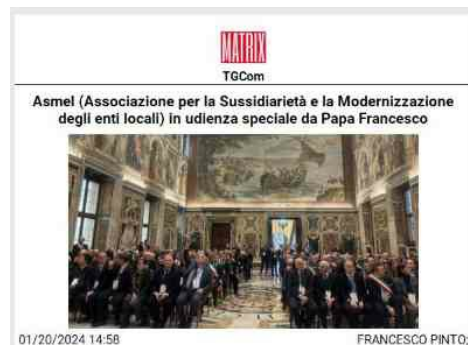 MATRIX
TGCom
Asmel (Associazione per la Sussidiarietà e la Modernizzazione
degli enti locali) in udienza speciale da Papa Francesco
01/20/2024 14:58 FRANCESCO PINTO;